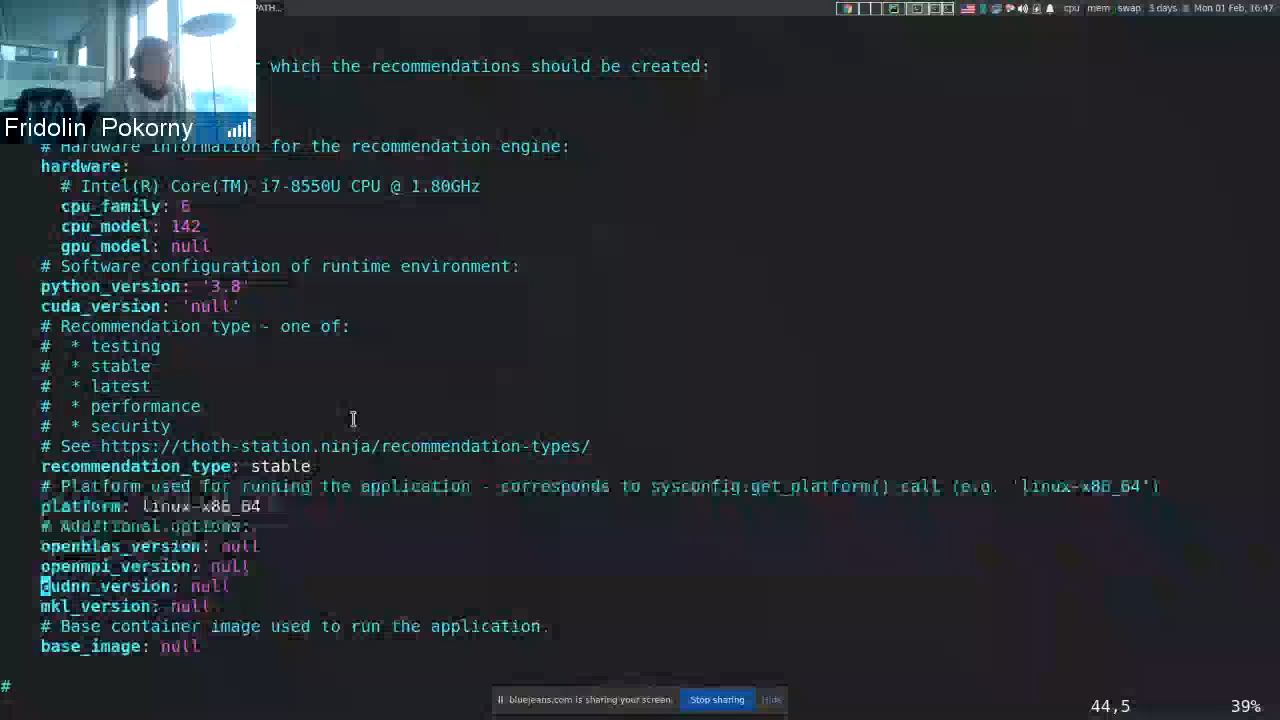 PATH...
cpu mem swap 3 days Mon 01 Feb, 16:47
which the recommendations should be created:
Fridolin Pokorny
# Hardware information for the recommendation engine:
hardware:
# Intel(R) Core(TM) i7-8550U CPU @ 1.80GHz
cpu_family: 6
cpu_model: 142
gpu_model: null
# Software configuration of runtime environment:
python_version: '3.8'
cuda_version: 'null'
# Recommendation type - one of:
# * testing
# * stable
# * latest
# * performance
# * security
# See https://thoth-station.ninja/recommendation-types/
recommendation_type: stable
# Platform used for running the application - corresponds to sysconfig.get_platform() call (e.g. 'linux-x86_64')
platform: linux-x86_64
# Additional options:
openblas_version: null
openmpi_version: null
cudnn_version: null
mkl_version: null
# Base container image used to run the application.
base_image: null
#
bluejeans.com is sharing your screen. Stop sharing Hide
44,5 39%